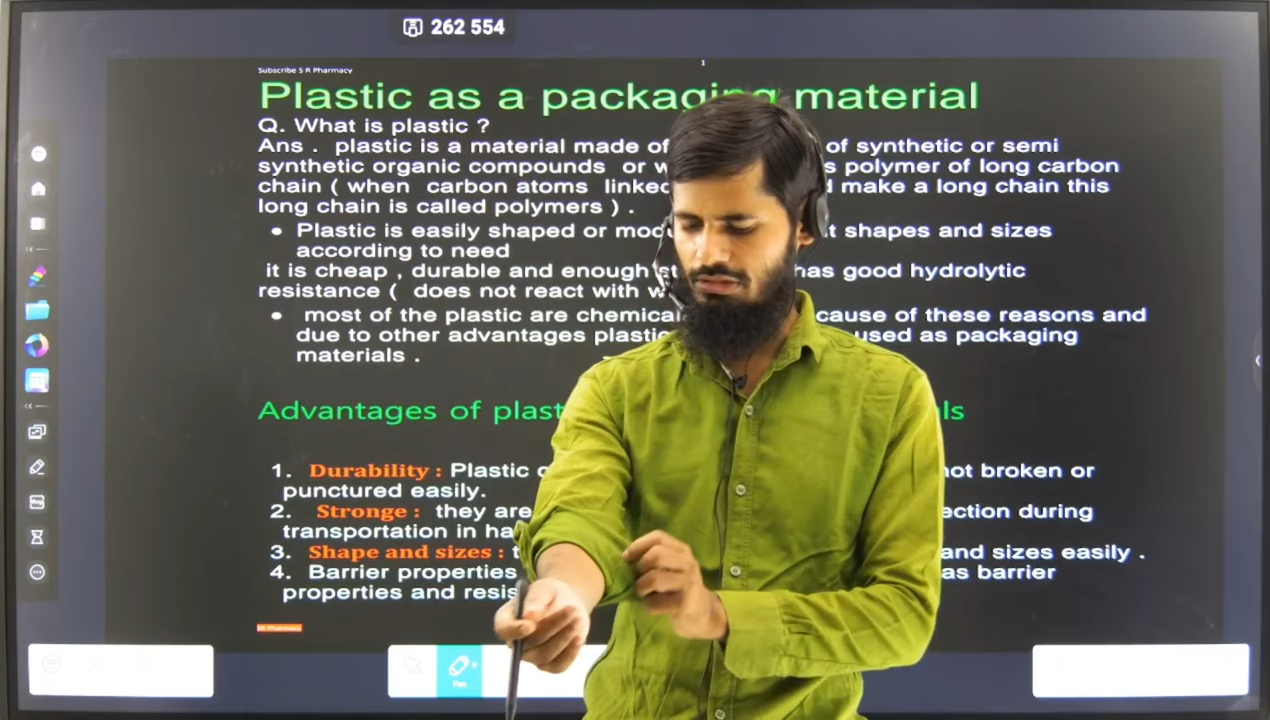 262 554
Subscribe S R Pharmacy
1
Plastic as a packaging material
Q. What is plastic ?
Ans . plastic is a material made of of synthetic or semi
synthetic organic compounds or polymer of long carbon
chain ( when carbon atoms linked make a long chain this
long chain is called polymers ) .
• Plastic is easily shaped or shapes and sizes
according to need
it is cheap , durable and enough has good hydrolytic
resistance ( does not react with
• most of the plastic are cause of these reasons and
due to other advantages plastic used as packaging
materials .
Advantages of
1. Durability : Plastic not broken or
punctured easily.
2. Stronge : they are during
transportation in
3. Shape and sizes : and sizes easily .
4. Barrier properties as barrier
properties and
SR Pharmacy
Pen